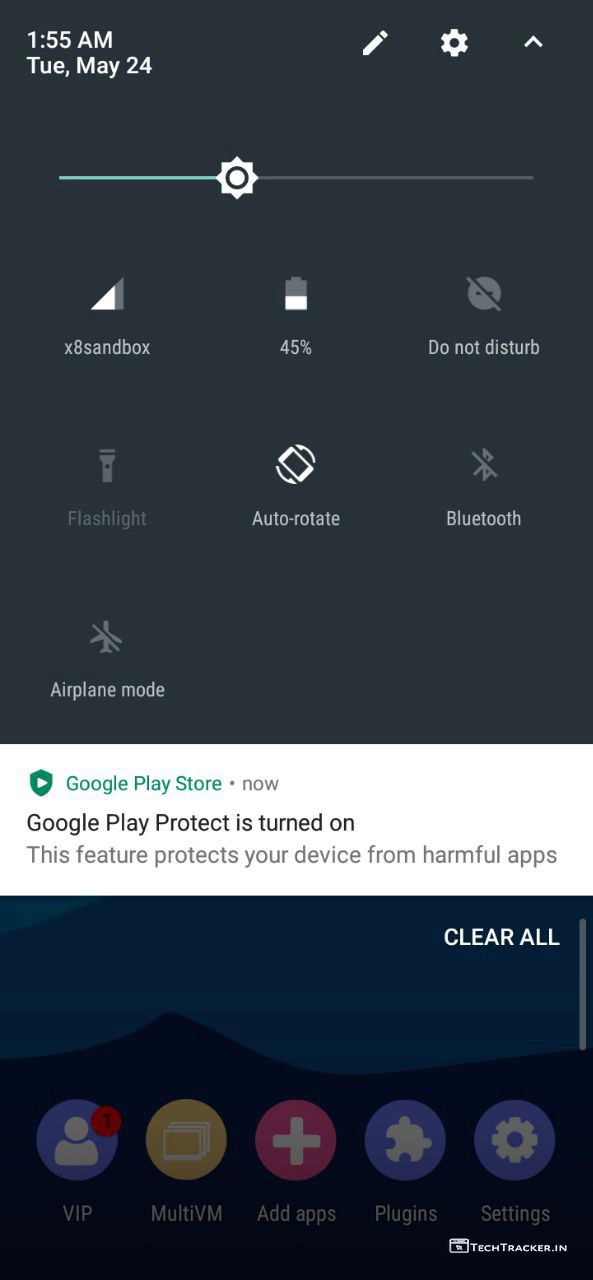 1:55 AM
Tue, May 24
x8sandbox
45%
Do not disturb
Flashlight
Auto-rotate
Bluetooth
Airplane mode
Google Play Store • now
Google Play Protect is turned on
This feature protects your device from harmful apps
CLEAR ALL
1
VIP
MultiVM
Add apps
Plugins
Settings
TechTracker.in